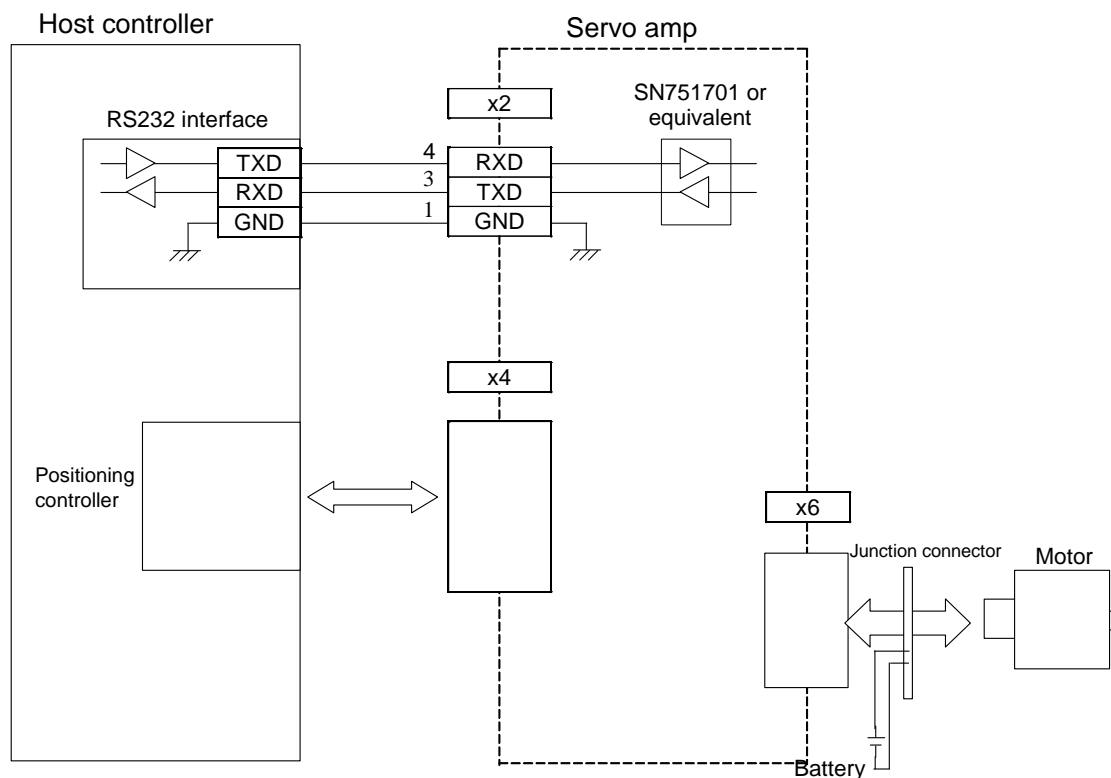 Host controller
Servo amp
x2
SN751701 or
equivalent
RS232 interface
TXD
4
RXD
RXD
3
TXD
GND
1
GND
x4
Positioning
controller
x6
Junction connector
Motor
Battery